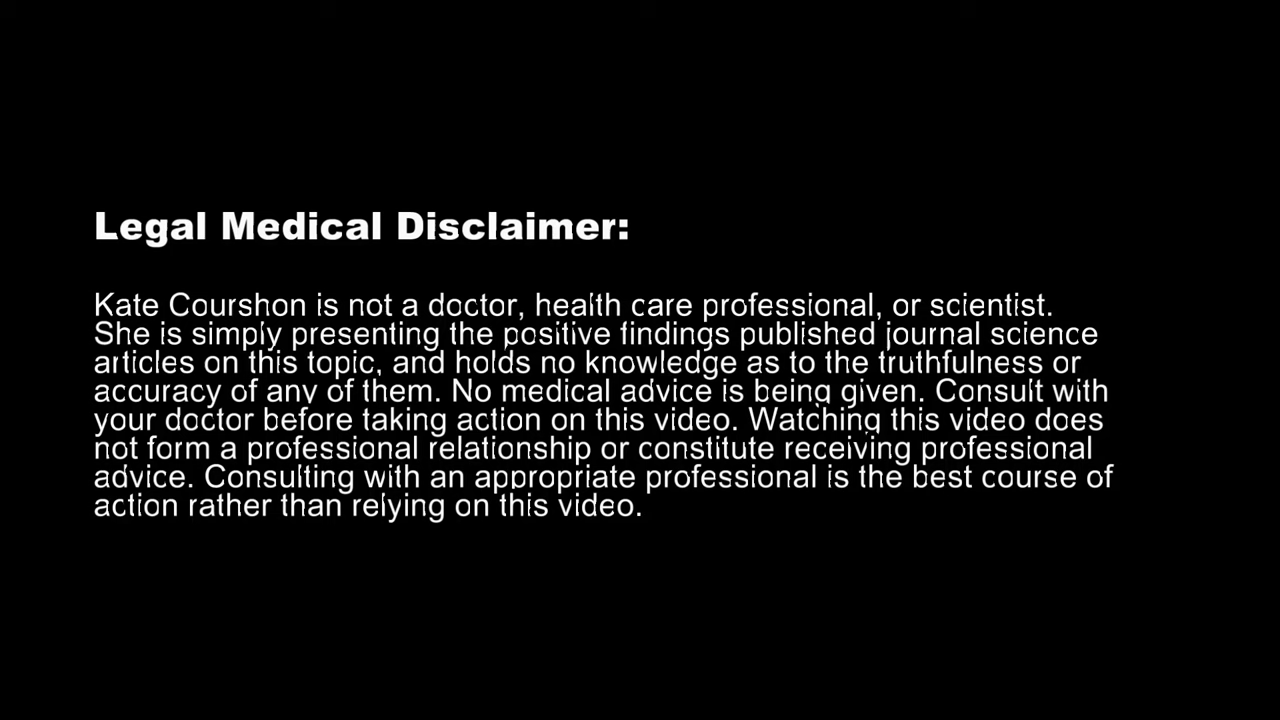 Legal Medical Disclaimer:
Kate Courshon is not a doctor, health care professional, or scientist.
She is simply presenting the positive findings published journal science
articles on this topic, and holds no knowledge as to the truthfulness or
accuracy of any of them. No medical advice is being given. Consult with
your doctor before taking action on this video. Watching this video does
not form a professional relationship or constitute receiving professional
advice. Consulting with an appropriate professional is the best course of
action rather than relying on this video.